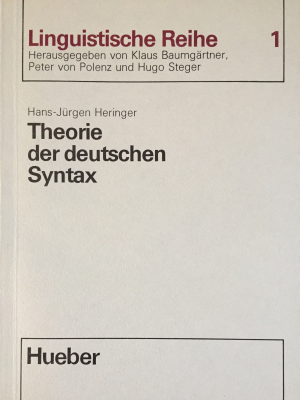 Linguistische Reihe 1
Herausgegeben von Klaus Baumgärtner,
Peter von Polenz und Hugo Steger
Hans-Jürgen Heringer
Theorie
der deutschen
Syntax
Hueber